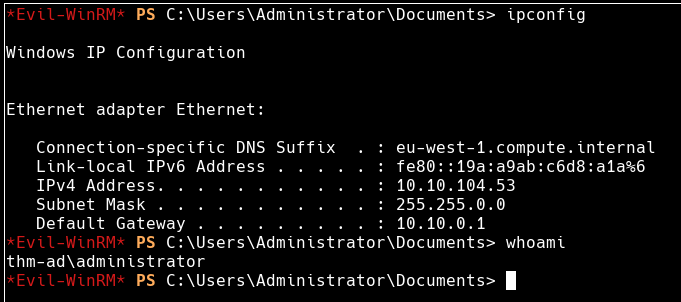 *Evil-WinRM* PS C:\Users\Administrator\Documents> ipconfig
Windows IP Configuration
Ethernet adapter Ethernet:
Connection-specific DNS Suffix  . : eu-west-1.compute.internal
Link-local IPv6 Address . . . . . : fe80::19a:a9ab:c6d8:a1a%6
IPv4 Address. . . . . . . . . . . : 10.10.104.53
Subnet Mask . . . . . . . . . . . : 255.255.0.0
Default Gateway . . . . . . . . . : 10.10.0.1
*Evil-WinRM* PS C:\Users\Administrator\Documents> whoami
thm-ad\administrator
*Evil-WinRM* PS C:\Users\Administrator\Documents>